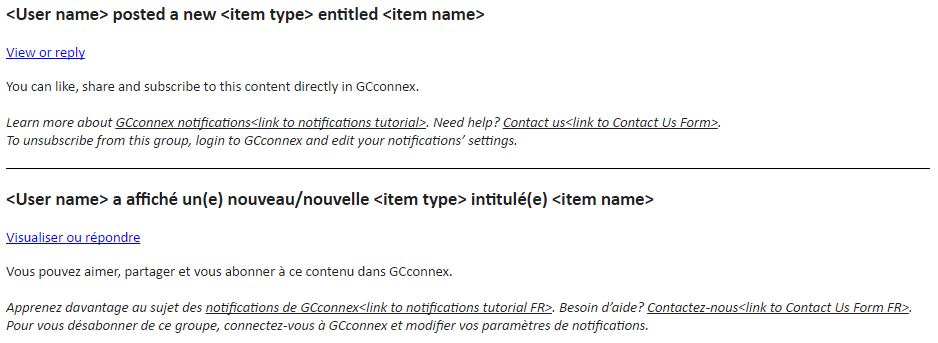 <User name> posted a new <item type> entitled <item name>
View or reply
You can like, share and subscribe to this content directly in GCconnex.
Learn more about GCconnex notifications<link to notifications tutorial>. Need help? Contact us<link to Contact Us Form>.
To unsubscribe from this group, login to GCconnex and edit your notifications’ settings.
<User name> a affiché un(e) nouveau/nouvelle <item type> intitulé(e) <item name>
Visualiser ou répondre
Vous pouvez aimer, partager et vous abonner à ce contenu dans GCconnex.
Apprenez davantage au sujet des notifications de GCconnex<link to notifications tutorial FR>. Besoin d’aide? Contactez-nous<link to Contact Us Form FR>.
Pour vous désabonner de ce groupe, connectez-vous à GCconnex et modifier vos paramètres de notifications.